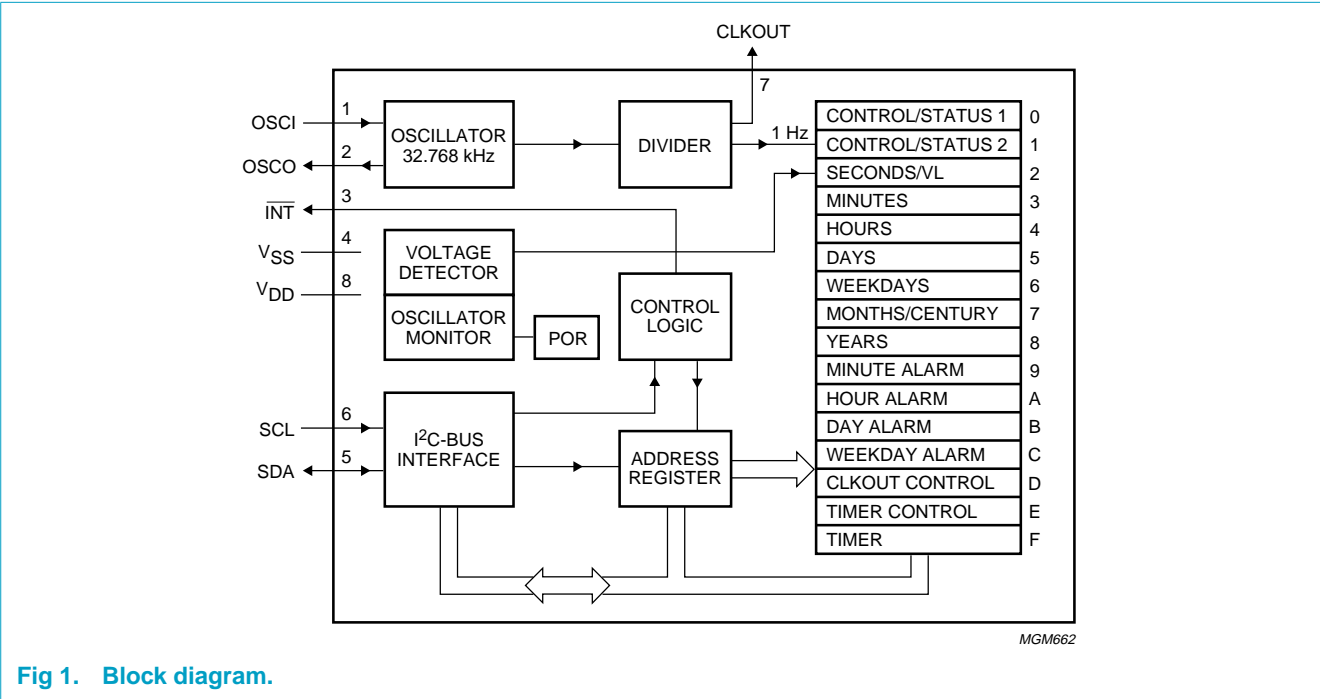 CLKOUT
7
OSCI
1
OSCILLATOR
32.768 kHz
DIVIDER
1 Hz
OSCO
2
INT
3
VSS
4
VDD
8
VOLTAGE
DETECTOR
OSCILLATOR
MONITOR
POR
CONTROL
LOGIC
SCL
6
SDA
5
I2C-BUS
INTERFACE
ADDRESS
REGISTER
CONTROL/STATUS 1 0
CONTROL/STATUS 2 1
SECONDS/VL 2
MINUTES 3
HOURS 4
DAYS 5
WEEKDAYS 6
MONTHS/CENTURY 7
YEARS 8
MINUTE ALARM 9
HOUR ALARM A
DAY ALARM B
WEEKDAY ALARM C
CLKOUT CONTROL D
TIMER CONTROL E
TIMER F
MGM662
Fig 1. Block diagram.